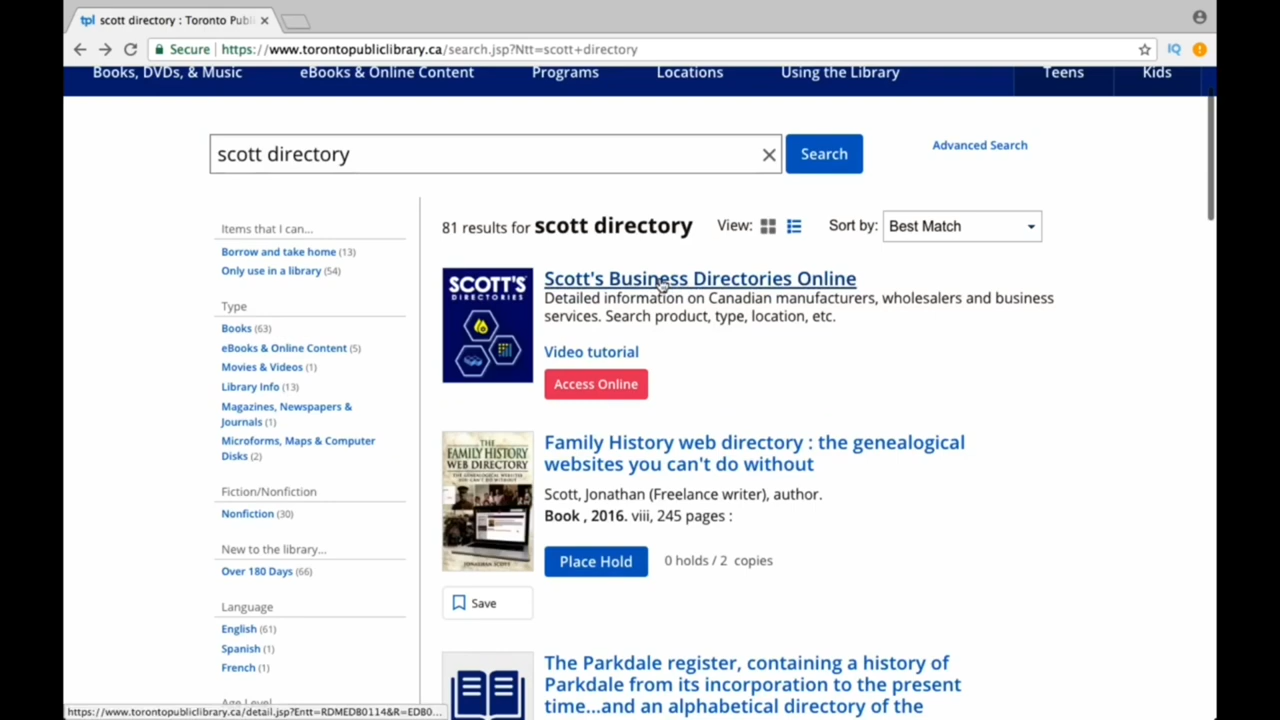 tpl scott directory : Toronto Publ
Secure https://www.torontopubliclibrary.ca/search.jsp?Ntt=scott+directory
IQ
Books, DVDs, & Music eBooks & Online Content Programs Locations Using the Library Teens Kids
scott directory
Search
Advanced Search
Items that I can...
Borrow and take home (13)
Only use in a library (54)
Type
Books (63)
eBooks & Online Content (5)
Movies & Videos (1)
Library Info (13)
Magazines, Newspapers &
Journals (1)
Microforms, Maps & Computer
Disks (2)
Fiction/Nonfiction
Nonfiction (30)
New to the library...
Over 180 Days (66)
Language
English (61)
Spanish (1)
French (1)
Age Level
81 results for scott directory View: Sort by: Best Match
SCOTT'S
DIRECTORIES
Scott's Business Directories Online
Detailed information on Canadian manufacturers, wholesalers and business
services. Search product, type, location, etc.
Video tutorial
Access Online
THE
FAMILY HISTORY
WEB DIRECTORY
JONATHAN SCOTT
Family History web directory : the genealogical
websites you can't do without
Scott, Jonathan (Freelance writer), author.
Book , 2016. viii, 245 pages :
Place Hold 0 holds / 2 copies
Save
The Parkdale register, containing a history of
Parkdale from its incorporation to the present
time...and an alphabetical directory of the
https://www.torontopubliclibrary.ca/detail.jsp?Entt=RDMEDB0114&R=EDB0...